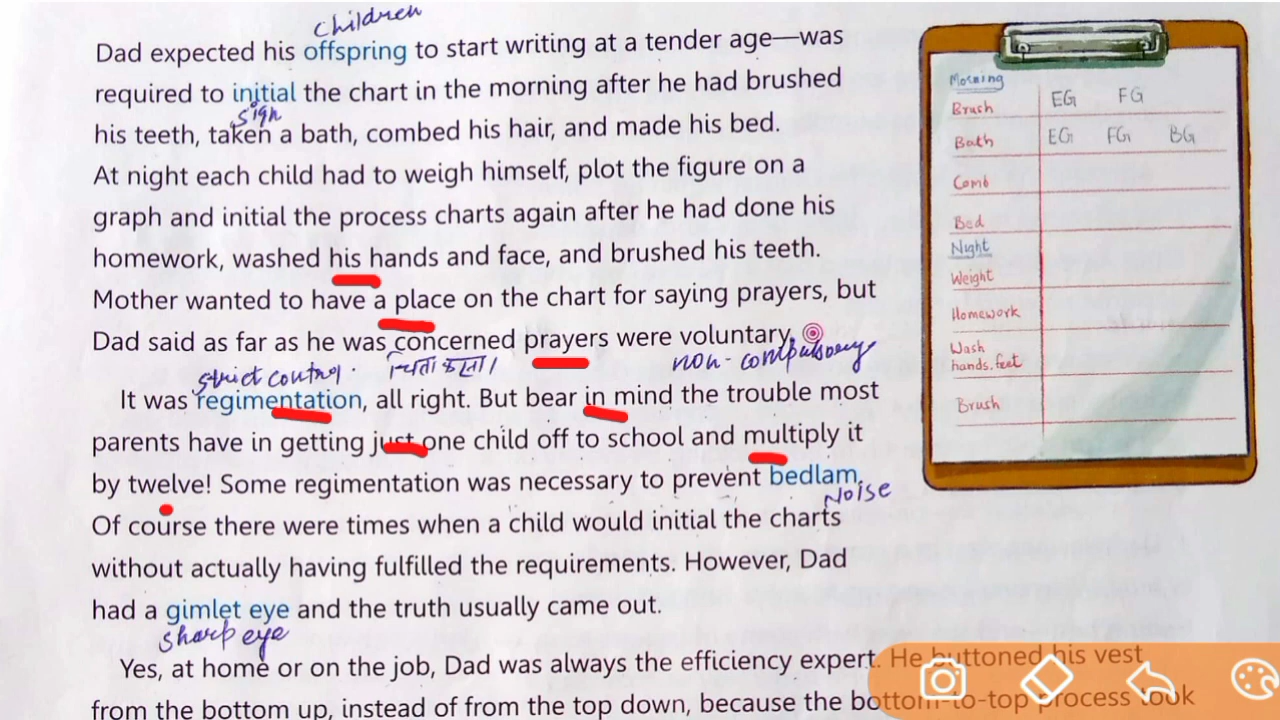 children
Dad expected his offspring to start writing at a tender age—was
required to initial the chart in the morning after he had brushed
sign
his teeth, taken a bath, combed his hair, and made his bed.
At night each child had to weigh himself, plot the figure on a
graph and initial the process charts again after he had done his
homework, washed his hands and face, and brushed his teeth.
Mother wanted to have a place on the chart for saying prayers, but
Dad said as far as he was concerned prayers were voluntary.
strict control
non-compulsory
It was regimentation, all right. But bear in mind the trouble most
parents have in getting just one child off to school and multiply it
by twelve! Some regimentation was necessary to prevent bedlam.
Noise
Of course there were times when a child would initial the charts
without actually having fulfilled the requirements. However, Dad
had a gimlet eye and the truth usually came out.
sharp eye
Yes, at home or on the job, Dad was always the efficiency expert. He buttoned his vest
from the bottom up, instead of from the top down, because the bottom-to-top process took
Morning
Brush EG FG
Bath EG FG BG
Comb
Bed
Night
Weight
Homework
Wash
hands, feet
Brush